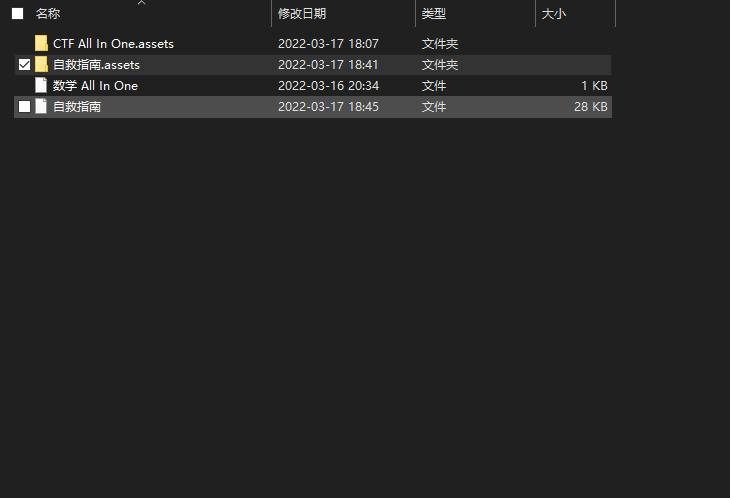 名称 修改日期 类型 大小
CTF All In One.assets 2022-03-17 18:07 文件夹
自救指南.assets 2022-03-17 18:41 文件夹
数学 All In One 2022-03-16 20:34 文件 1 KB
自救指南 2022-03-17 18:45 文件 28 KB